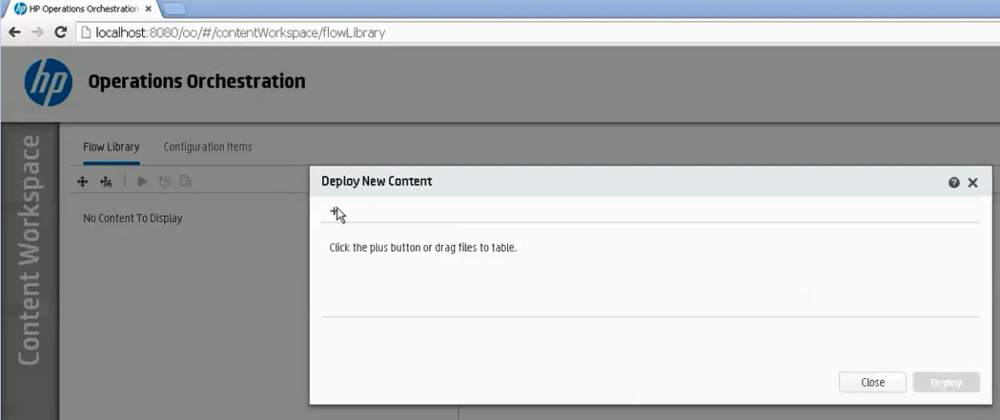 HP Operations Orchestration
localhost:8080/oo/#/contentWorkspace/flowLibrary
hp
Operations Orchestration
Content Workspace
Flow Library
Configuration Items
No Content To Display
Deploy New Content
Click the plus button or drag files to table.
Close
Deploy